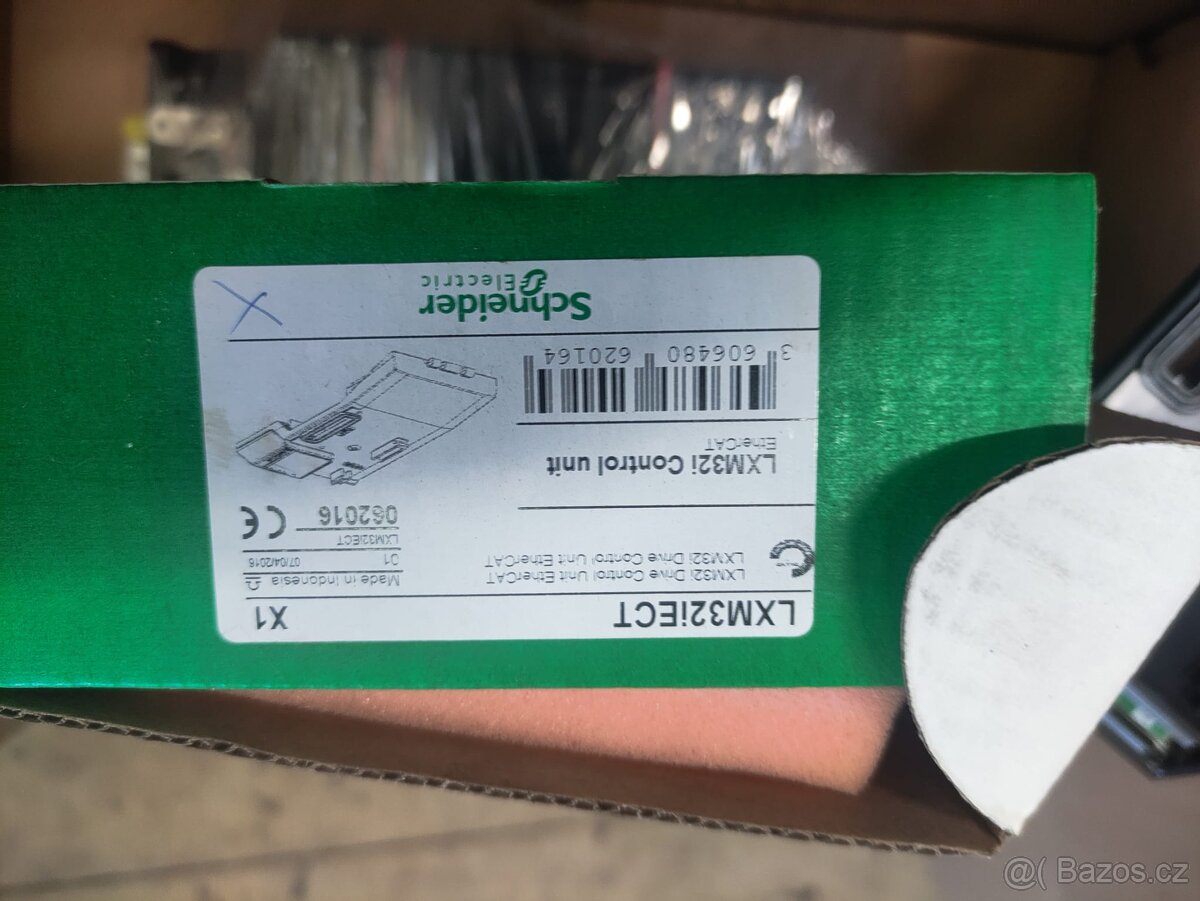 LXM32iECT X1
LXM32i Drive Control Unit EtherCAT
LXM32i Drive Control Unit EtherCAT
Made in Indonesia
01 07/04/2016
LXM32iECT
062016 CE
LXM32i Control unit
EtherCAT
3 606480 620164
Schneider
Electric
X
@( Bazos.cz